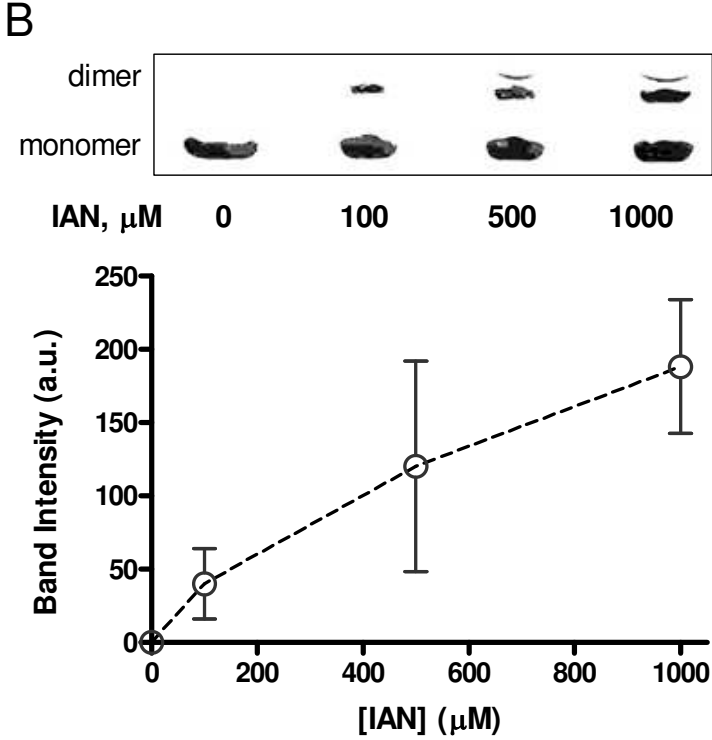 B
dimer
monomer
IAN, μM 0 100 500 1000
250
200
150
100
50
0
Band Intensity (a.u.)
0 200 400 600 800 1000
[IAN] (μM)